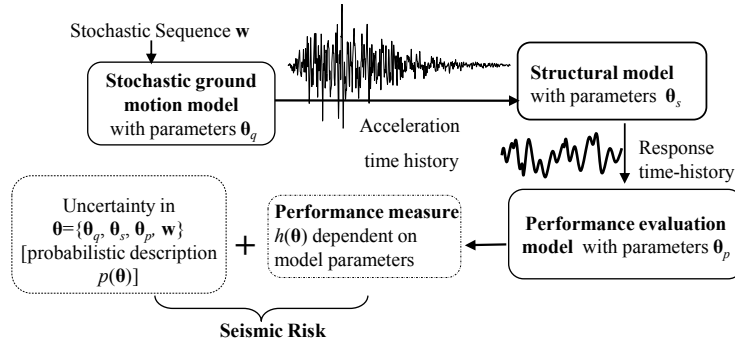 Stochastic Sequence w
Stochastic ground
motion model
with parameters θq
Acceleration
time history
Structural model
with parameters θs
Response
time-history
Performance evaluation
model with parameters θp
Performance measure
h(θ) dependent on
model parameters
+
Uncertainty in
θ={θq, θs, θp, w}
[probabilistic description
p(θ)]
Seismic Risk